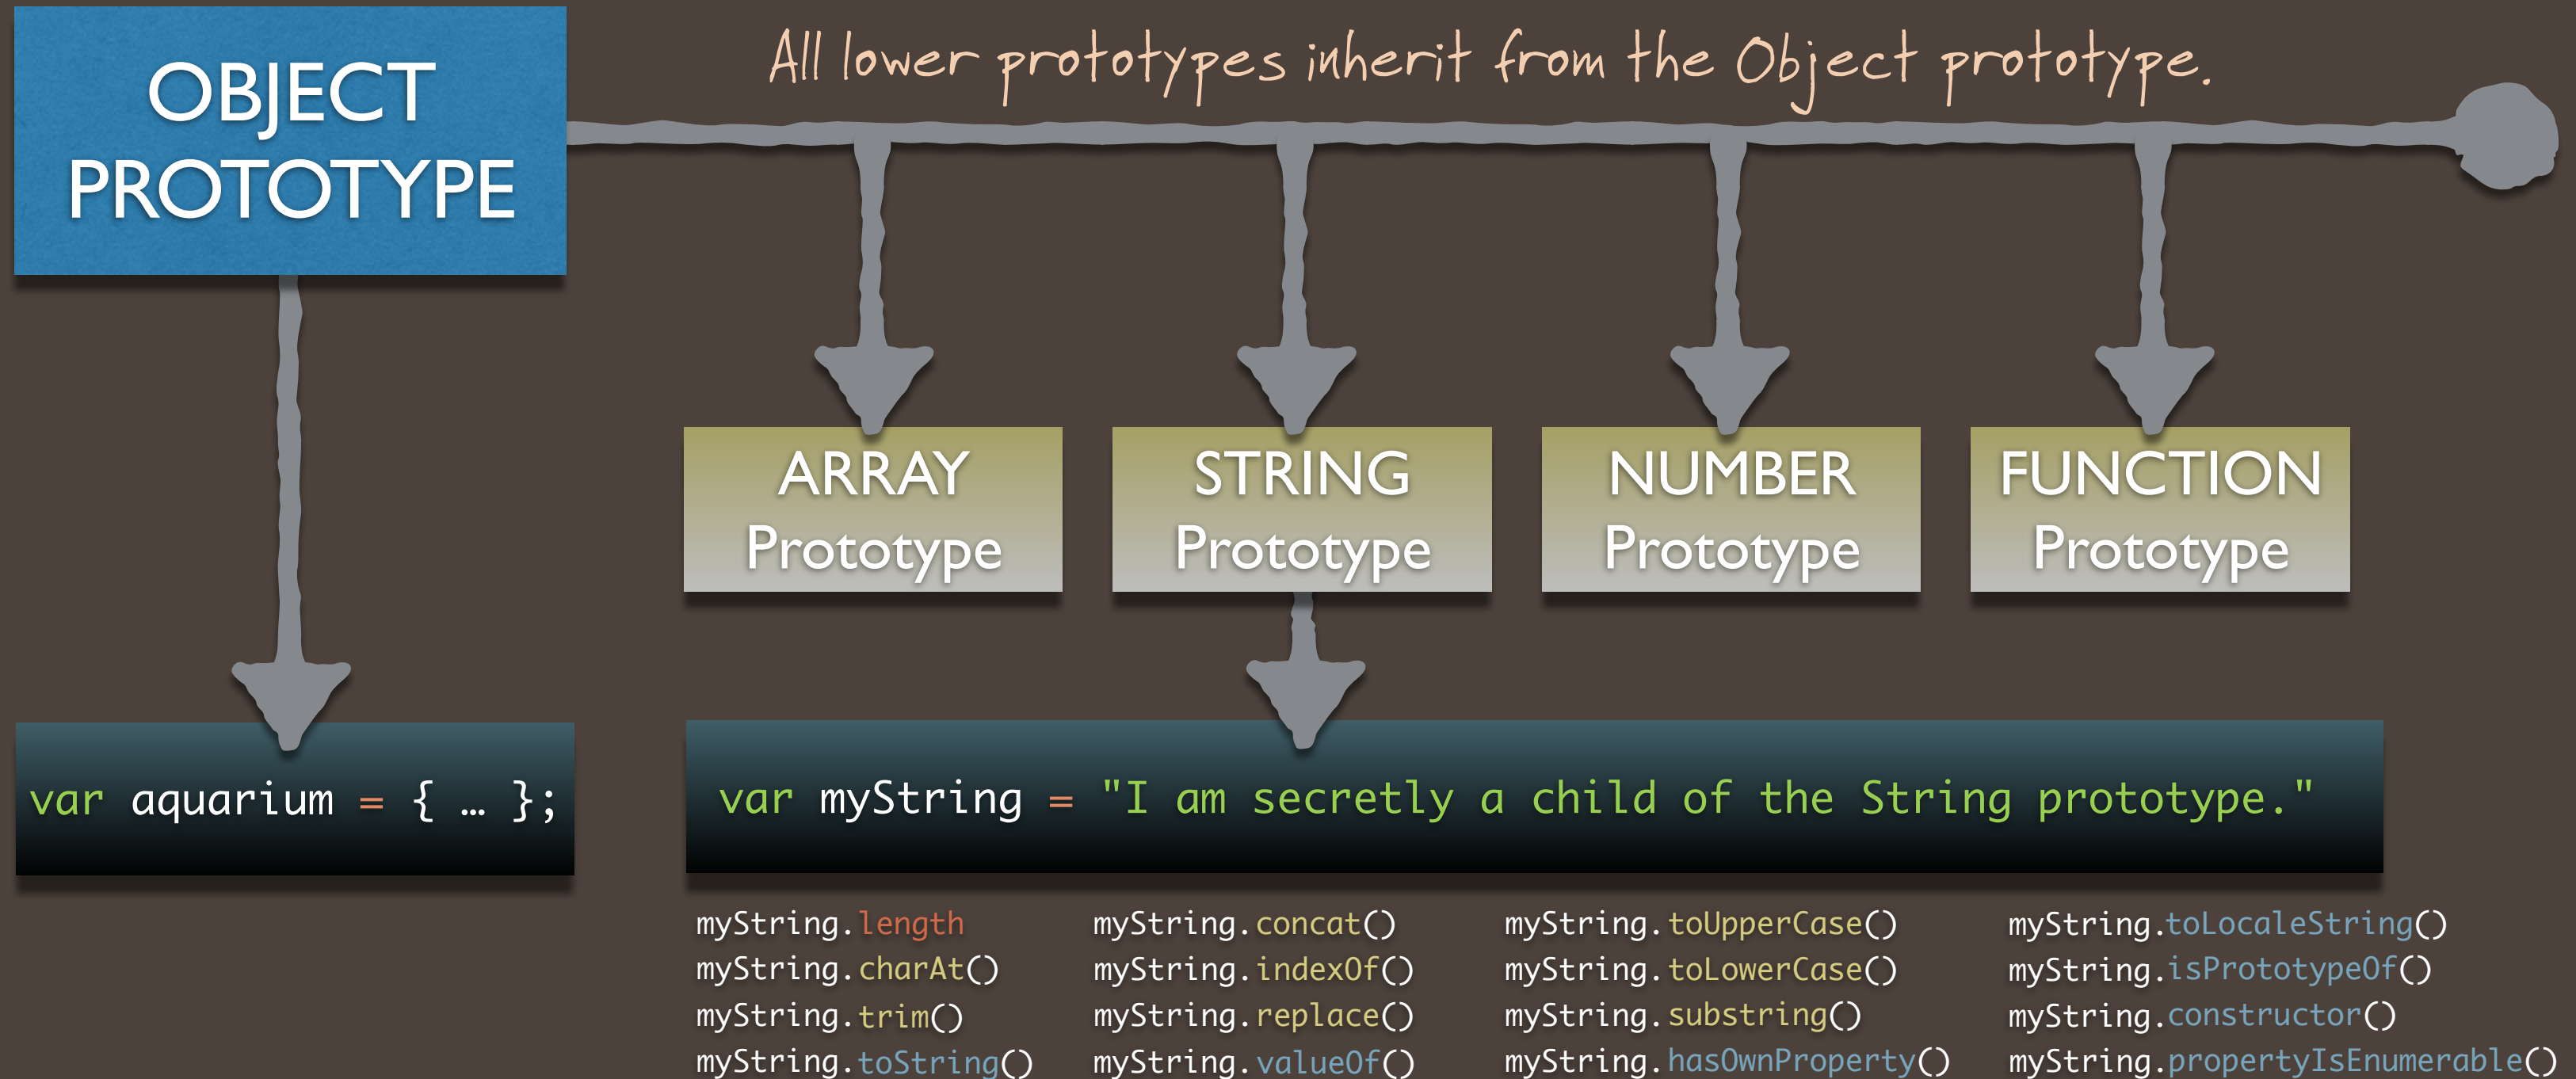 OBJECT
PROTOTYPE
All lower prototypes inherit from the Object prototype.
ARRAY
Prototype
STRING
Prototype
NUMBER
Prototype
FUNCTION
Prototype
var aquarium = { … };
var myString = "I am secretly a child of the String prototype."
myString.length
myString.charAt()
myString.trim()
myString.toString()
myString.concat()
myString.indexOf()
myString.replace()
myString.valueOf()
myString.toUpperCase()
myString.toLowerCase()
myString.substring()
myString.hasOwnProperty()
myString.toLocaleString()
myString.isPrototypeOf()
myString.constructor()
myString.propertyIsEnumerable()